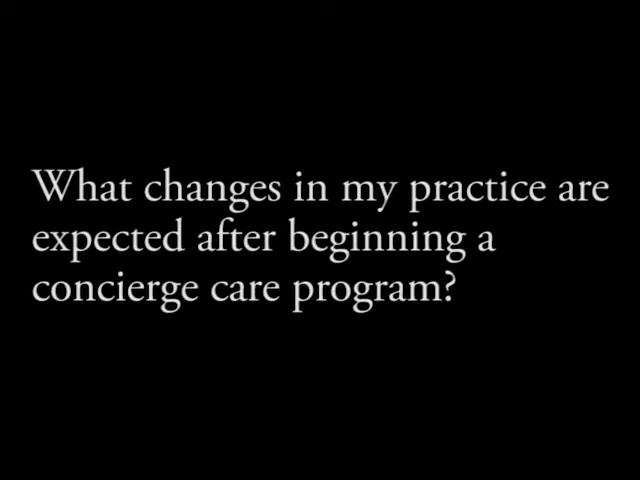 What changes in my practice are
expected after beginning a
concierge care program?